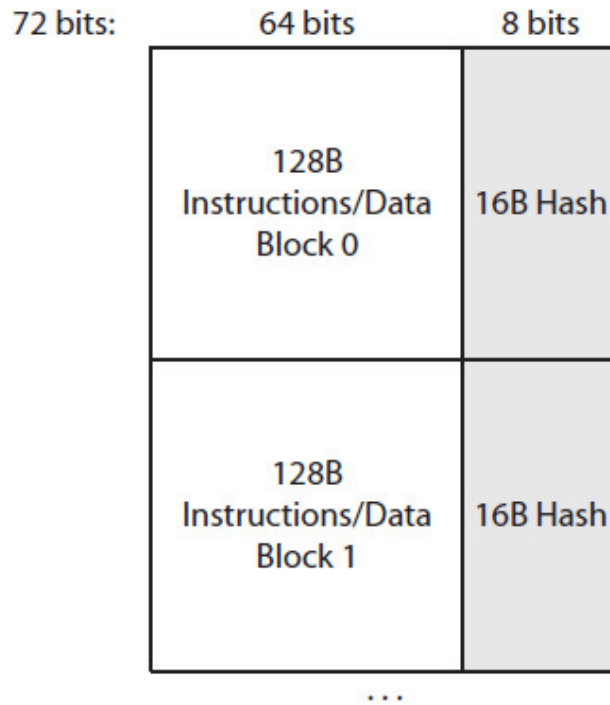 72 bits: 64 bits 8 bits
128B
Instructions/Data
Block 0
16B Hash
128B
Instructions/Data
Block 1
16B Hash
...